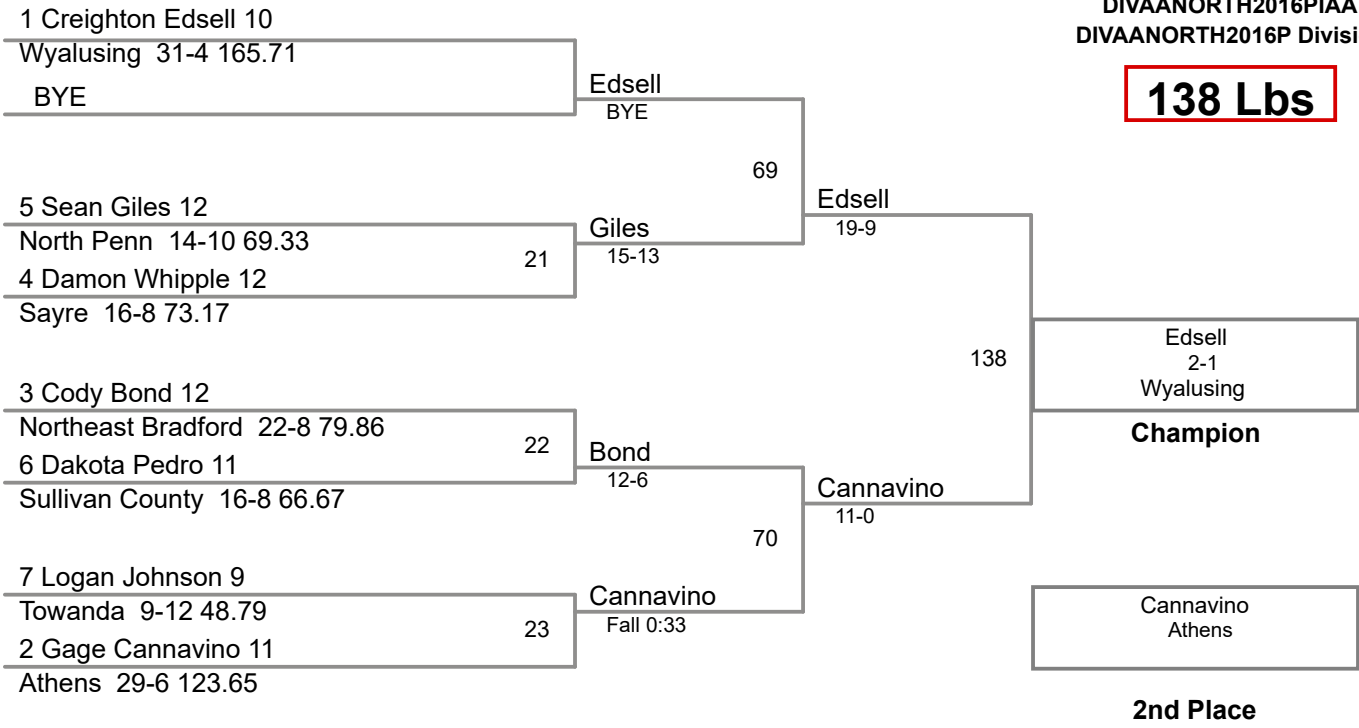 DIVAANORTH2016PIAA
DIVAANORTH2016P Divisi
138 Lbs
1 Creighton Edsell 10
Wyalusing 31-4 165.71
BYE
Edsell
BYE
69
5 Sean Giles 12
North Penn 14-10 69.33
4 Damon Whipple 12
Sayre 16-8 73.17
21
Giles
15-13
Edsell
19-9
3 Cody Bond 12
Northeast Bradford 22-8 79.86
6 Dakota Pedro 11
Sullivan County 16-8 66.67
22
Bond
12-6
70
7 Logan Johnson 9
Towanda 9-12 48.79
2 Gage Cannavino 11
Athens 29-6 123.65
23
Cannavino
Fall 0:33
Cannavino
11-0
138
Edsell
2-1
Wyalusing
Champion
Cannavino
Athens
2nd Place